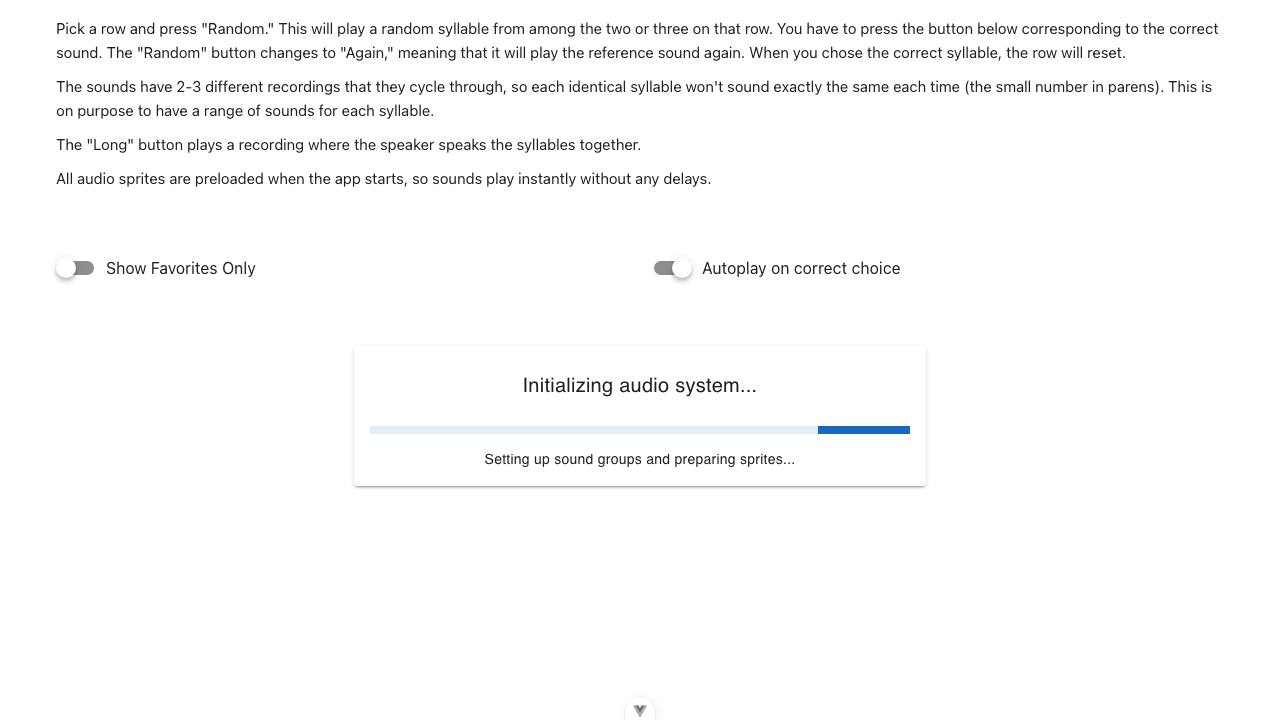 Pick a row and press "Random." This will play a random syllable from among the two or three on that row. You have to press the button below corresponding to the correct
sound. The "Random" button changes to "Again," meaning that it will play the reference sound again. When you chose the correct syllable, the row will reset.
The sounds have 2-3 different recordings that they cycle through, so each identical syllable won't sound exactly the same each time (the small number in parens). This is
on purpose to have a range of sounds for each syllable.
The "Long" button plays a recording where the speaker speaks the syllables together.
All audio sprites are preloaded when the app starts, so sounds play instantly without any delays.
Show Favorites Only
Autoplay on correct choice
Initializing audio system...
Setting up sound groups and preparing sprites...